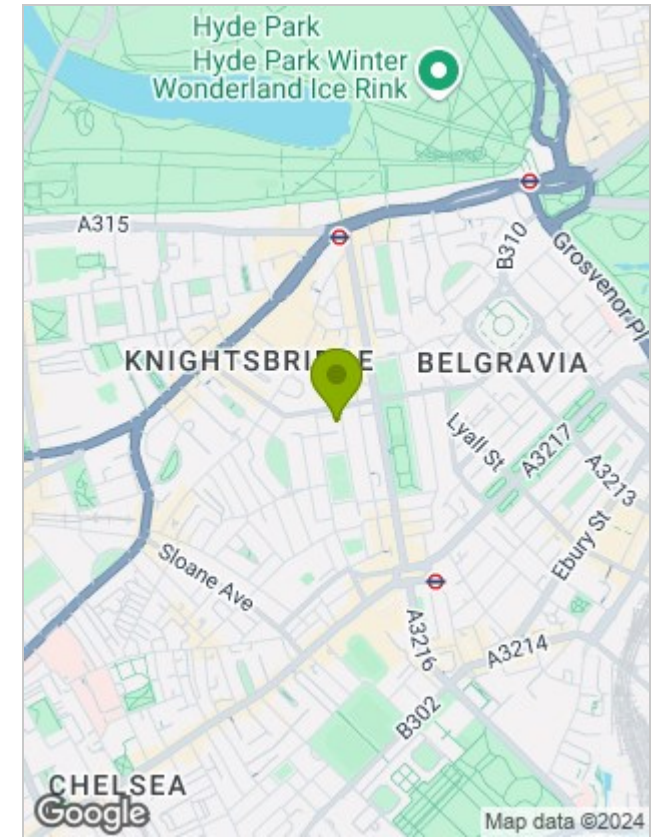 Hyde Park
Hyde Park Winter
Wonderland Ice Rink
A315
B310
Grosvenor Pl
KNIGHTSBRIDGE
BELGRAVIA
Lyall St
A3217
A3213
Ebury St
Sloane Ave
A3216
A3214
B302
CHELSEA
Google
Map data ©2024